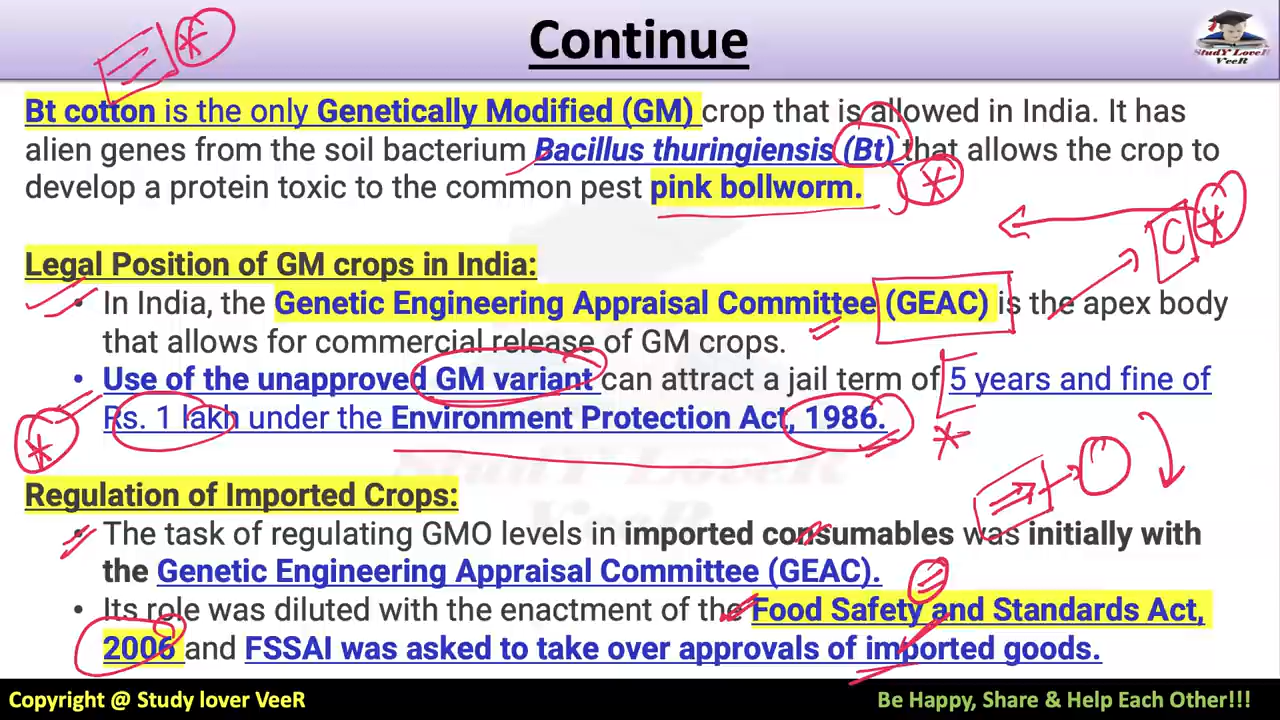 Continue
StudY LoveR
VeeR
Bt cotton is the only Genetically Modified (GM) crop that is allowed in India. It has
alien genes from the soil bacterium Bacillus thuringiensis (Bt) that allows the crop to
develop a protein toxic to the common pest pink bollworm.
C
Legal Position of GM crops in India:
• In India, the Genetic Engineering Appraisal Committee (GEAC) is the apex body
that allows for commercial release of GM crops.
• Use of the unapproved GM variant can attract a jail term of 5 years and fine of
Rs. 1 lakh under the Environment Protection Act, 1986.
StudY LoveR
VeeR
Regulation of Imported Crops:
• The task of regulating GMO levels in imported consumables was initially with
the Genetic Engineering Appraisal Committee (GEAC).
• Its role was diluted with the enactment of the Food Safety and Standards Act,
2006 and FSSAI was asked to take over approvals of imported goods.
Copyright @ Study lover VeeR
Be Happy, Share & Help Each Other!!!